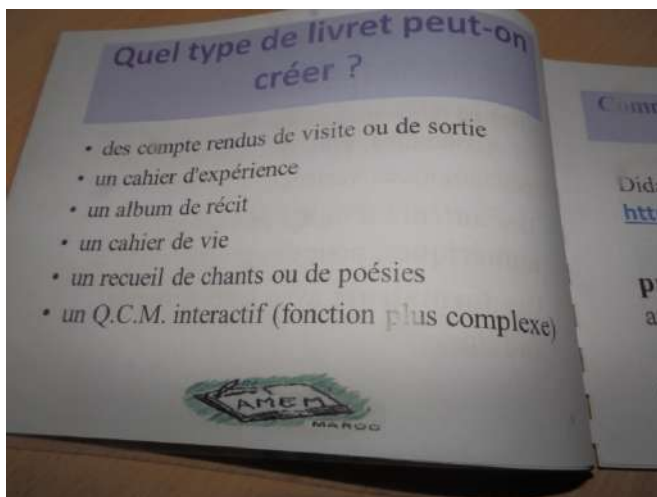 Quel type de livret peut-on
créer ?
• des compte rendus de visite ou de sortie
• un cahier d'expérience
• un album de récit
• un cahier de vie
• un recueil de chants ou de poésies
• un Q.C.M. interactif (fonction plus complexe)
AMEM
MAROC
Dida
htt